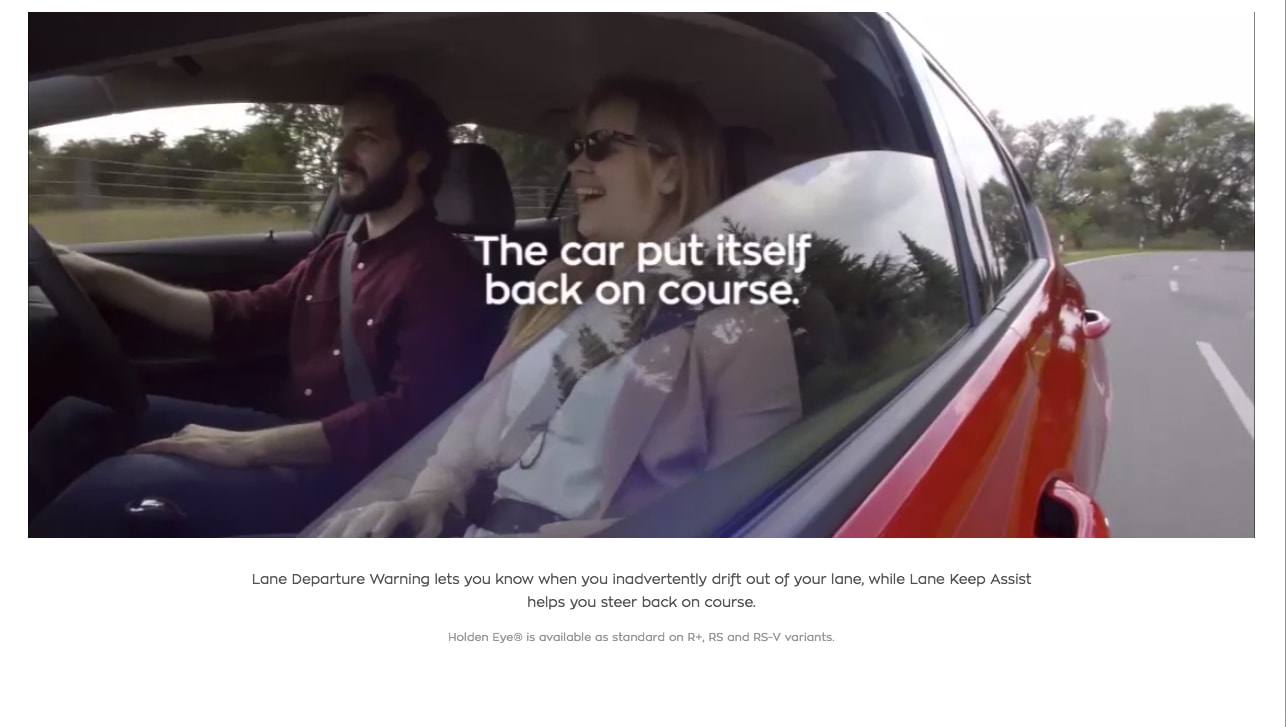 The car put itself
back on course.
Lane Departure Warning lets you know when you inadvertently drift out of your lane, while Lane Keep Assist
helps you steer back on course.
Holden Eye® is available as standard on R+, RS and RS-V variants.